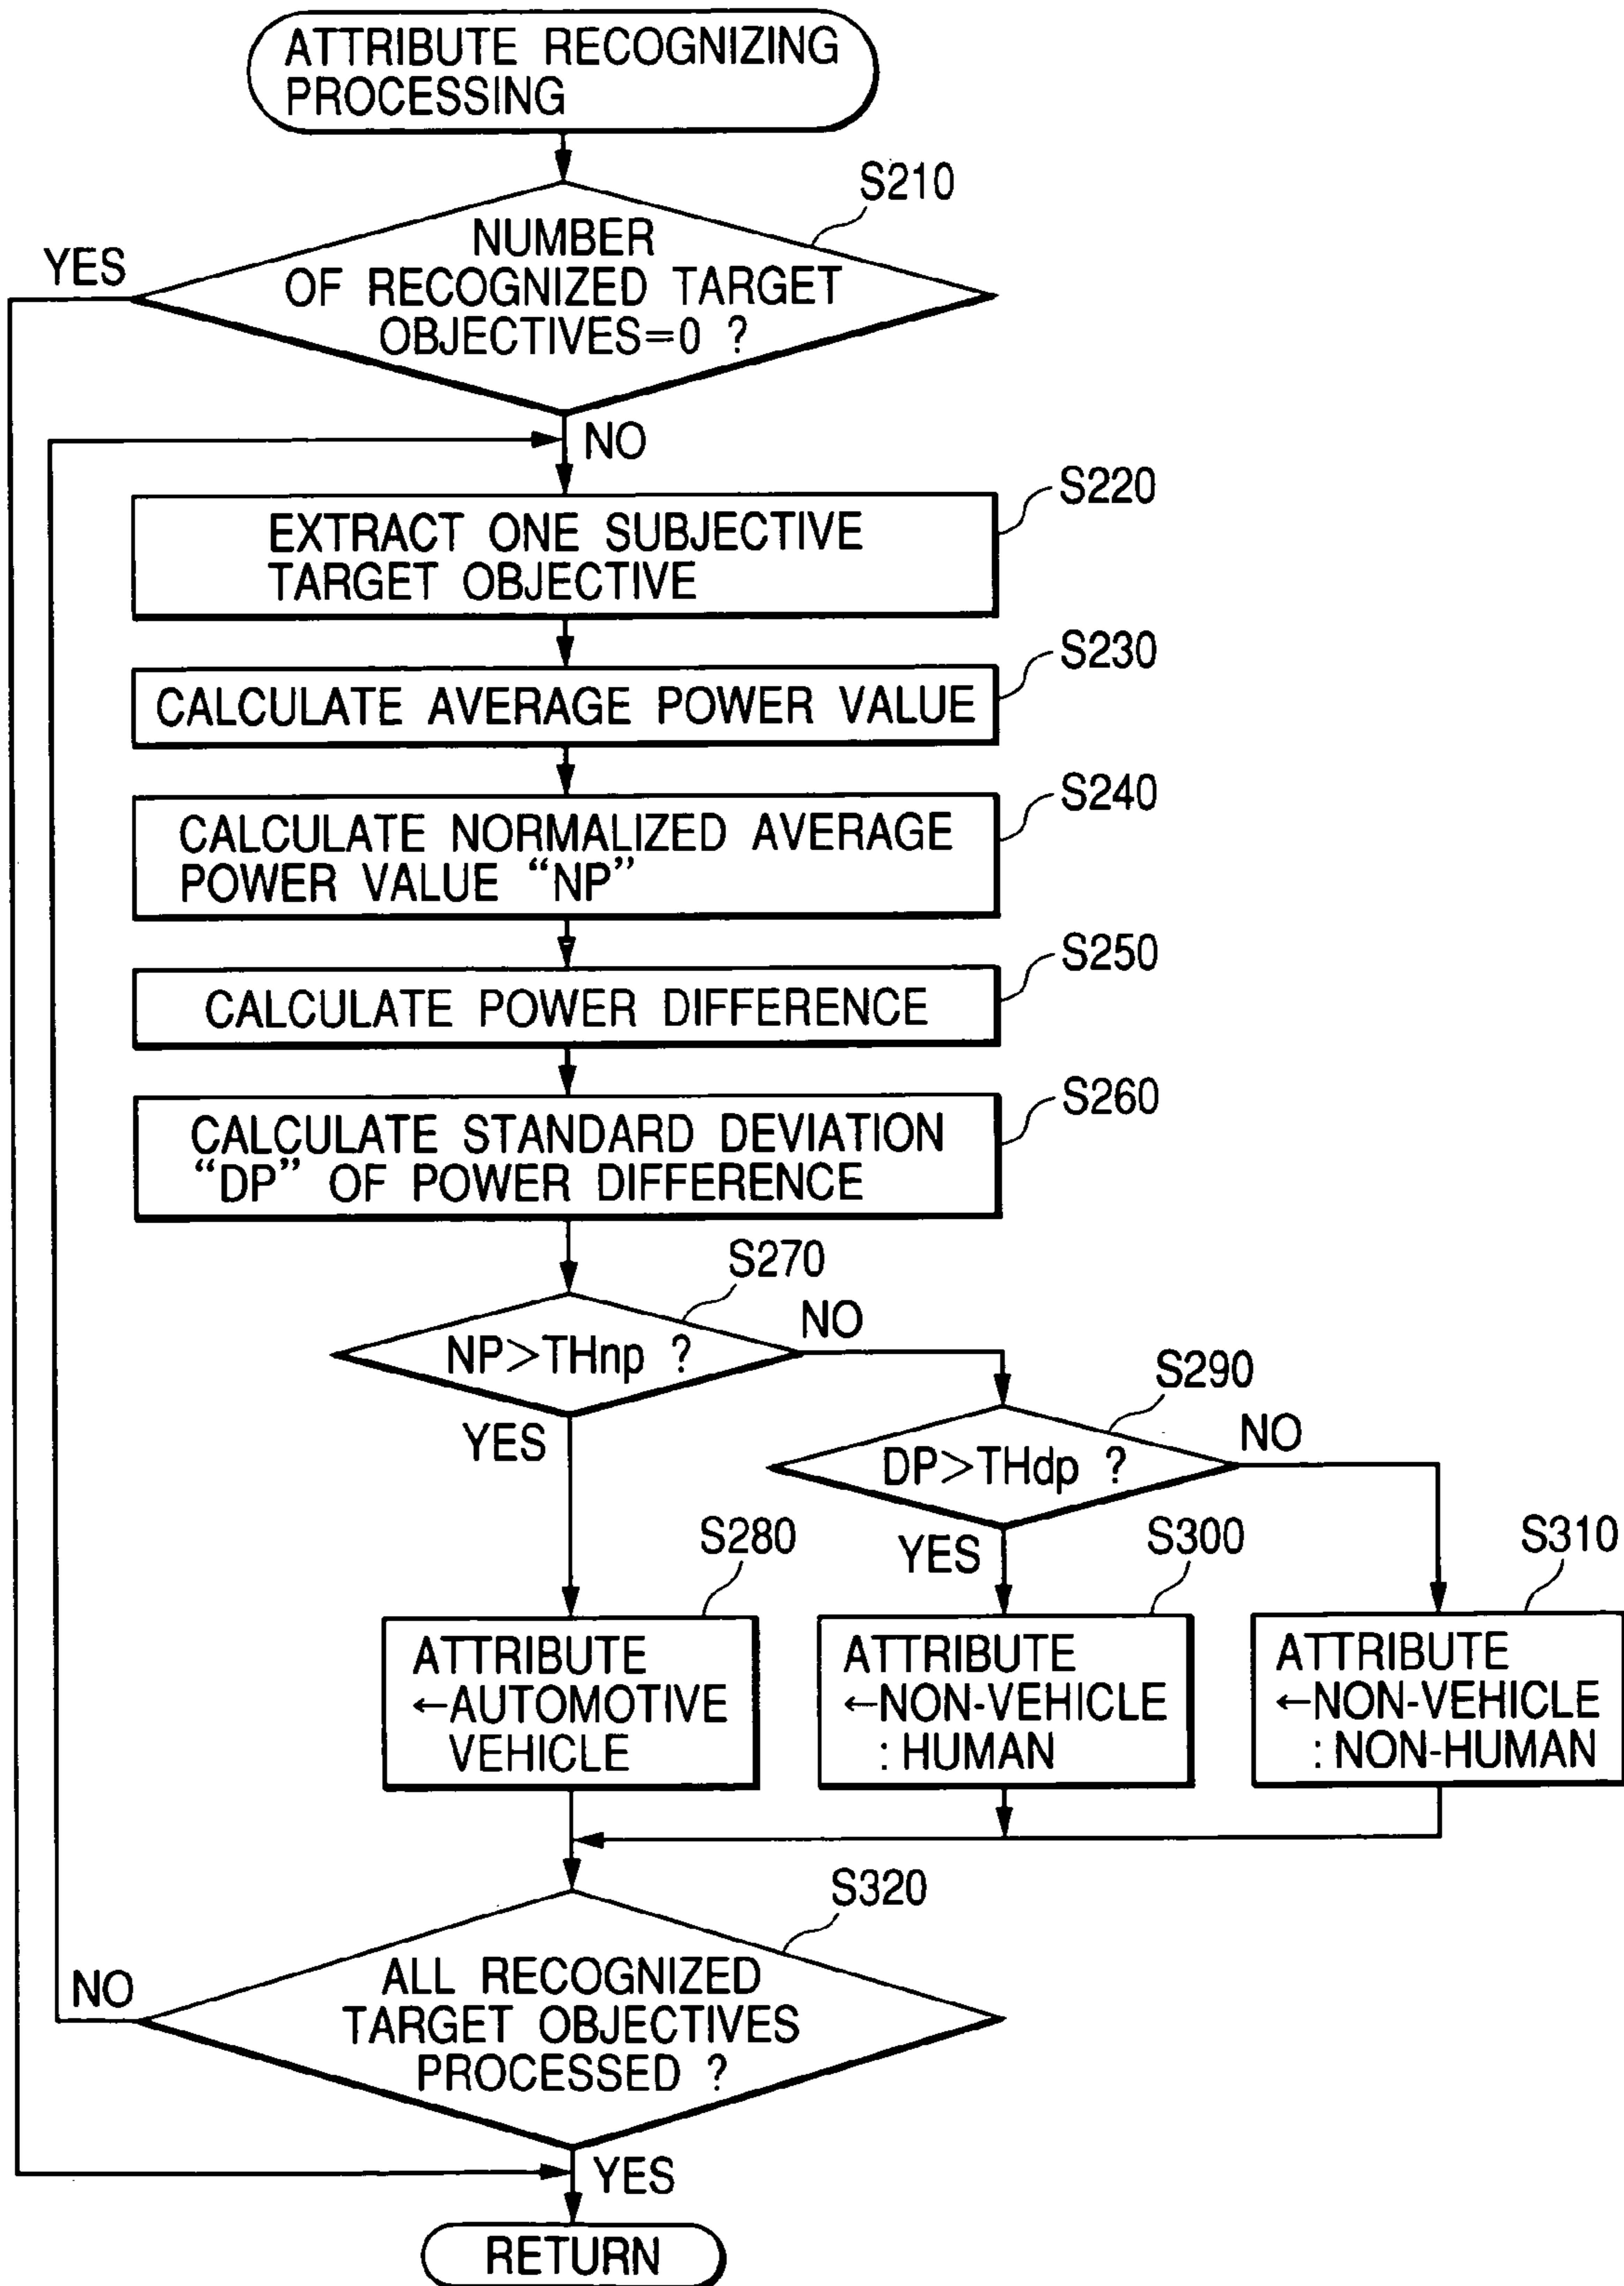 ATTRIBUTE RECOGNIZING
PROCESSING
S210
NUMBER
OF RECOGNIZED TARGET
OBJECTIVES=0 ?
YES
NO
S220
EXTRACT ONE SUBJECTIVE
TARGET OBJECTIVE
S230
CALCULATE AVERAGE POWER VALUE
S240
CALCULATE NORMALIZED AVERAGE
POWER VALUE “NP”
S250
CALCULATE POWER DIFFERENCE
S260
CALCULATE STANDARD DEVIATION
“DP” OF POWER DIFFERENCE
S270
NP>THnp ?
NO
YES
S290
DP>THdp ?
NO
YES
S280
ATTRIBUTE
←AUTOMOTIVE
VEHICLE
S300
ATTRIBUTE
←NON-VEHICLE
: HUMAN
S310
ATTRIBUTE
←NON-VEHICLE
: NON-HUMAN
S320
ALL RECOGNIZED
TARGET OBJECTIVES
PROCESSED ?
NO
YES
RETURN